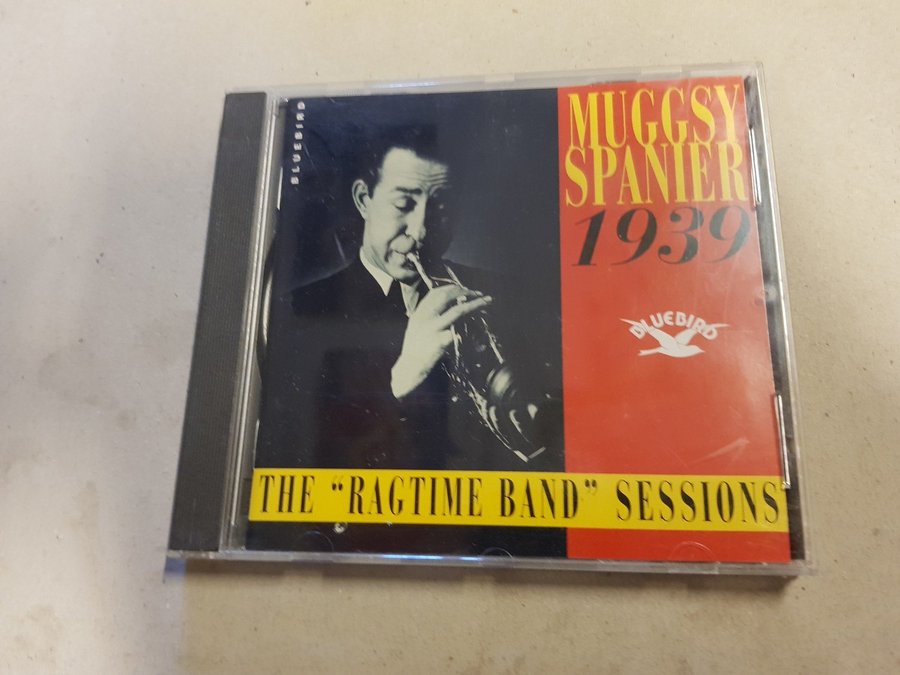 BLUEBIRD
MUGGSY
SPANIER
1939
BLUEBIRD
THE “RAGTIME BAND” SESSIONS